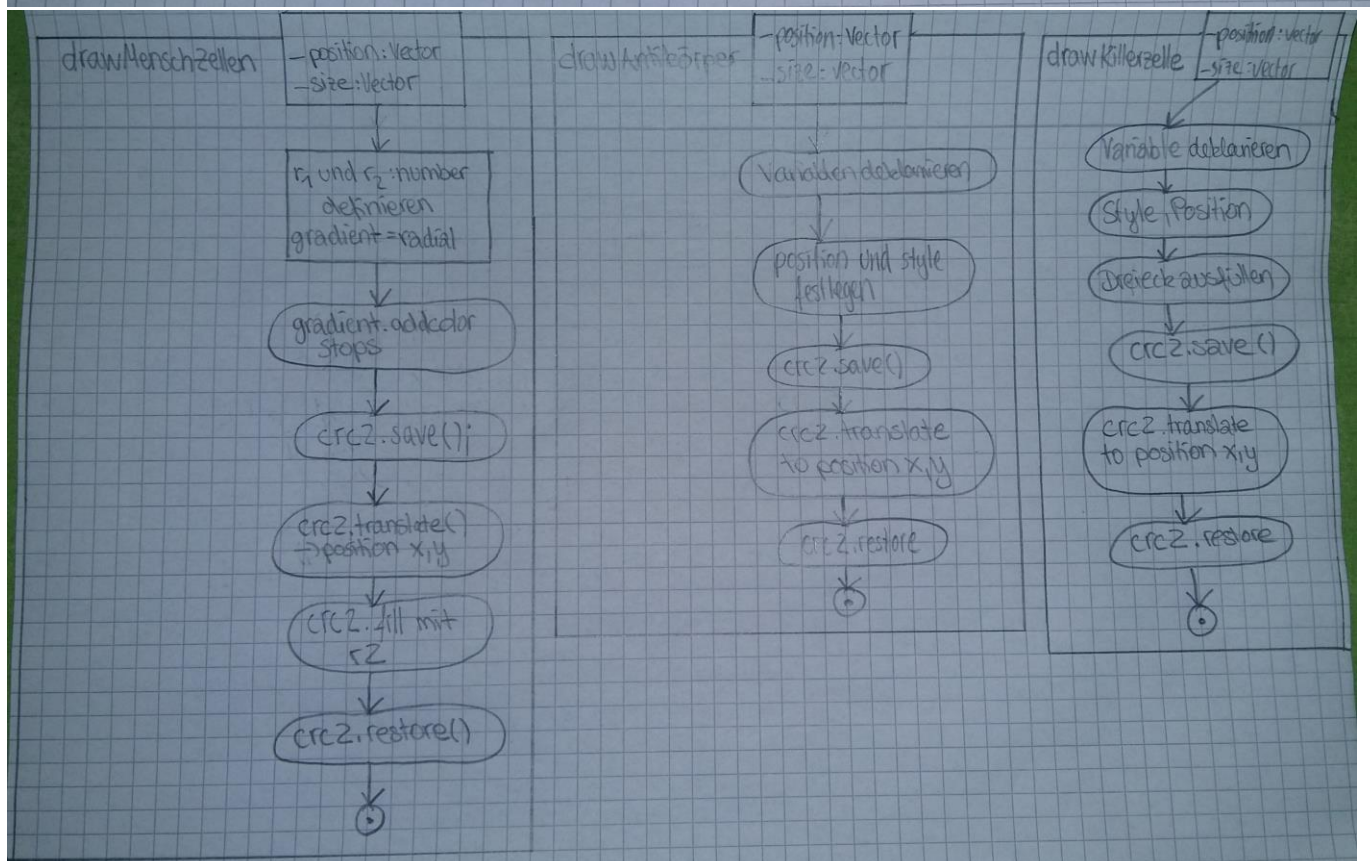 drawMenschZellen
-position:Vector
-size:Vector
r1 und r2:number
definieren
gradient=radial
gradient.addcolor
stops
crc2.save();
crc2.translate()
→position x,y
crc2.fill mit
r2
crc2.restore()
drawAntikörper
-position:Vector
-size:Vector
Variablen deklarieren
position und style
festlegen
crc2.save()
crc2.translate
to position x,y
crc2.restore
drawKillerzelle
-position:vector
-size:Vector
Variable deklarieren
Style, Position
Dreieck ausfüllen
crc2.save()
crc2.translate
to position x,y
crc2.restore